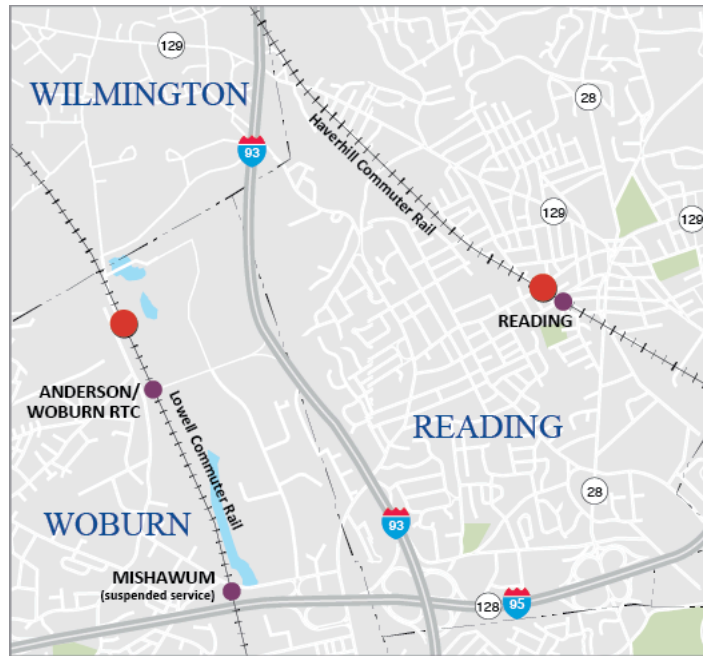 129
WILMINGTON
28
93
Haverhill Commuter Rail
129
129
READING
ANDERSON/
WOBURN RTC
Lowell Commuter Rail
READING
28
WOBURN
93
MISHAWUM
(suspended service)
128
95